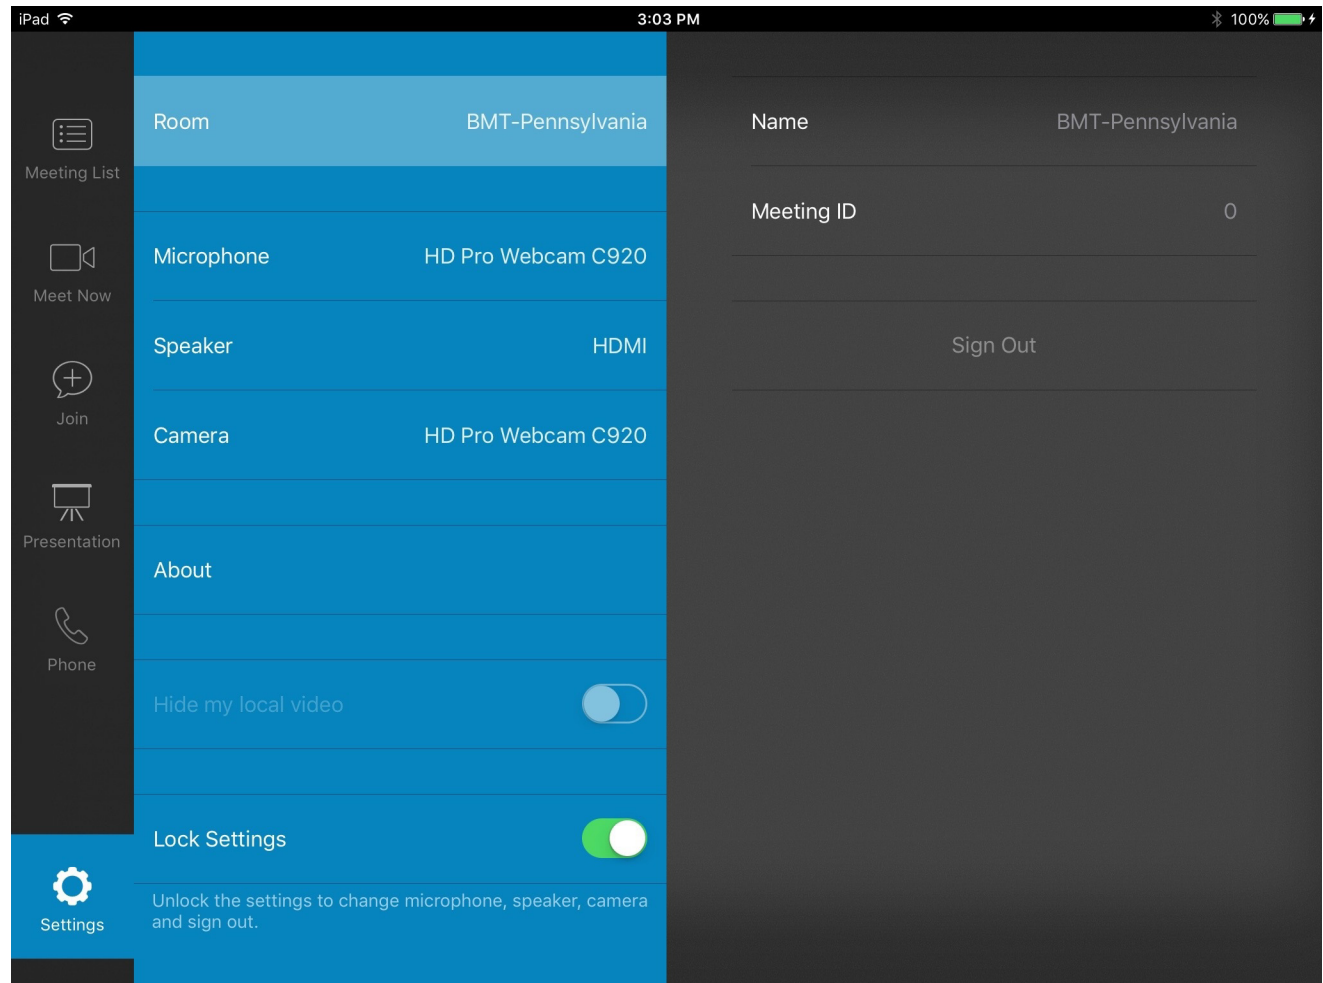 iPad 3:03 PM 100%
Meeting List
Meet Now
Join
Presentation
Phone
Settings
Room BMT-Pennsylvania
Microphone HD Pro Webcam C920
Speaker HDMI
Camera HD Pro Webcam C920
About
Hide my local video
Lock Settings
Unlock the settings to change microphone, speaker, camera
and sign out.
Name BMT-Pennsylvania
Meeting ID 0
Sign Out